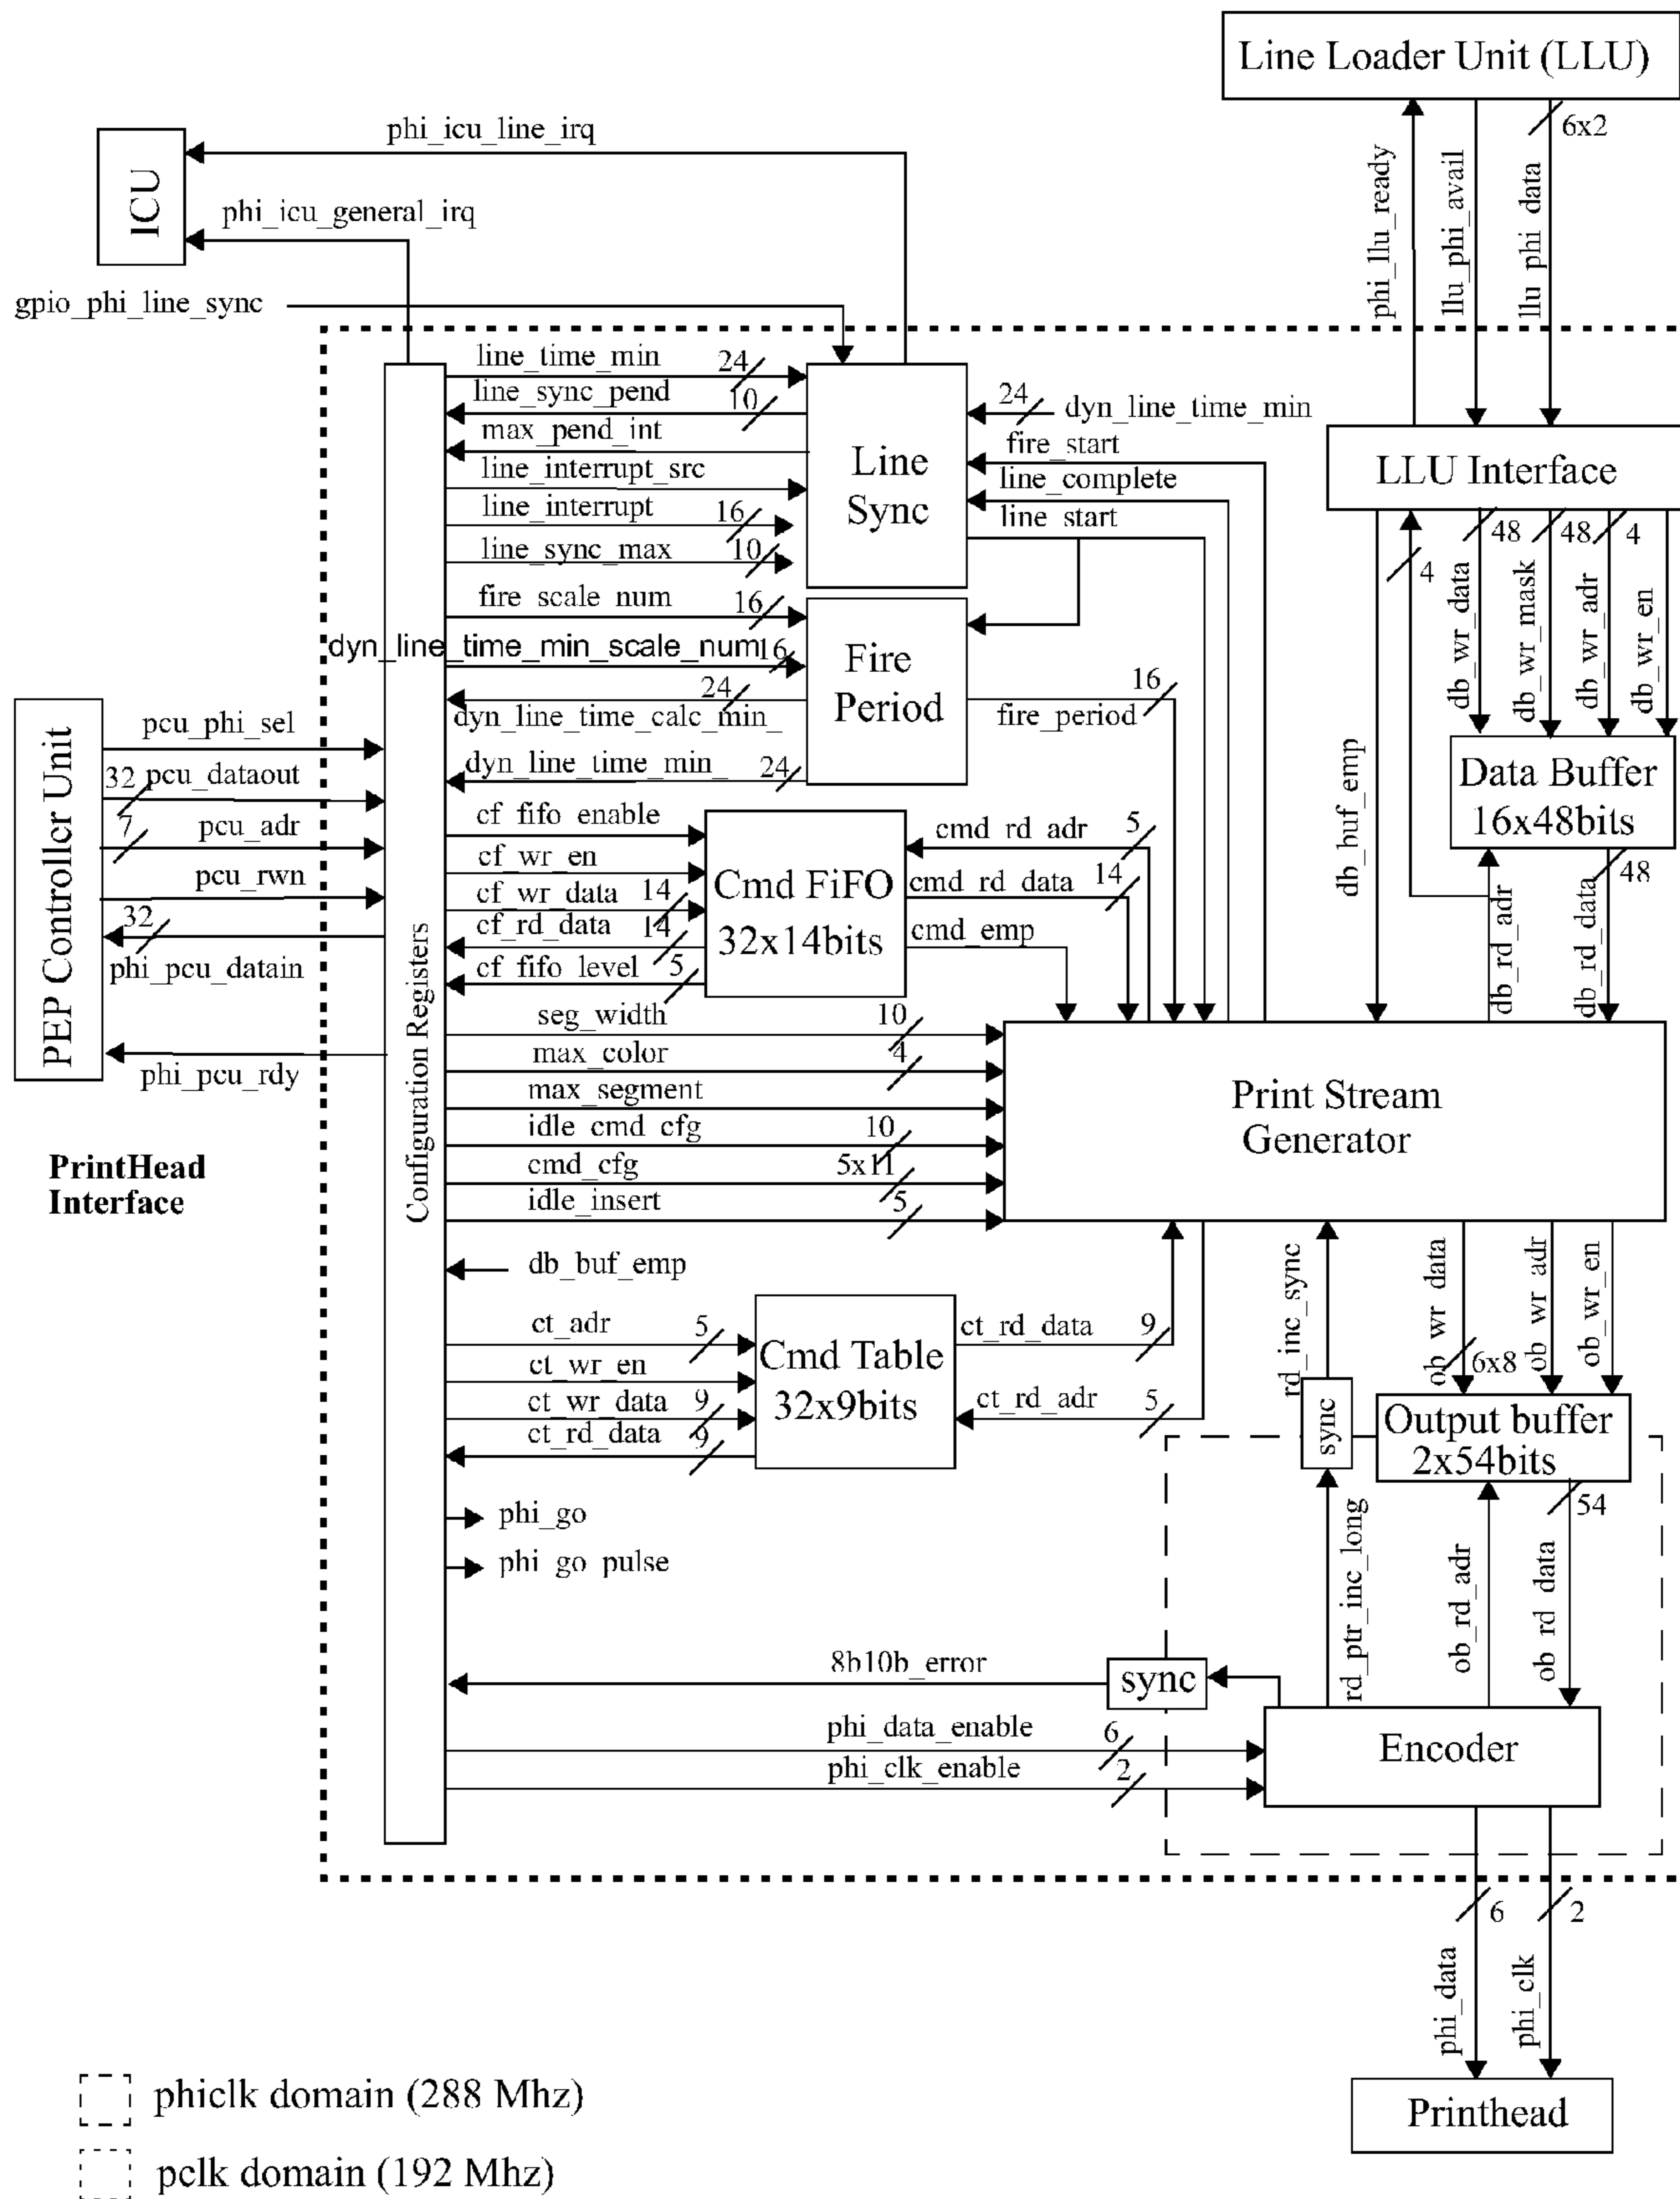 Line Loader Unit (LLU)
6x2
phi_llu_ready
llu_phi_avail
llu_phi_data
ICU
phi_icu_line_irq
phi_icu_general_irq
gpio_phi_line_sync
line_time_min
24
line_sync_pend
10
max_pend_int
line_interrupt_src
line_interrupt
16
line_sync_max
10
Line
Sync
24
dyn_line_time_min
fire_start
line_complete
line_start
LLU Interface
48
48
4
4
db_wr_data
db_wr_mask
db_wr_adr
db_wr_en
fire_scale_num
16
dyn_line_time_min_scale_num
16
24
dyn_line_time_calc_min_
dyn_line_time_min_
24
Fire
Period
16
fire_period
db_buf_emp
Data Buffer
16x48bits
48
db_rd_adr
db_rd_data
PEP Controller Unit
pcu_phi_sel
32
pcu_dataout
7
pcu_adr
pcu_rwn
32
phi_pcu_datain
phi_pcu_rdy
Configuration Registers
cf_fifo_enable
cf_wr_en
cf_wr_data
14
cf_rd_data
14
cf_fifo_level
5
Cmd FiFO
32x14bits
cmd_rd_adr
5
cmd_rd_data
14
cmd_emp
seg_width
10
max_color
4
max_segment
idle_cmd_cfg
10
cmd_cfg
5x11
idle_insert
5
Print Stream
Generator
PrintHead
Interface
db_buf_emp
ct_adr
5
ct_wr_en
ct_wr_data
9
ct_rd_data
9
Cmd Table
32x9bits
ct_rd_data
9
ct_rd_adr
5
rd_inc_sync
ob_wr_data
6x8
ob_wr_adr
ob_wr_en
sync
Output buffer
2x54bits
54
phi_go
phi_go_pulse
rd_ptr_inc_long
ob_rd_adr
ob_rd_data
8b10b_error
sync
phi_data_enable
6
phi_clk_enable
2
Encoder
6
2
phi_data
phi_clk
Printhead
phiclk domain (288 Mhz)
pclk domain (192 Mhz)